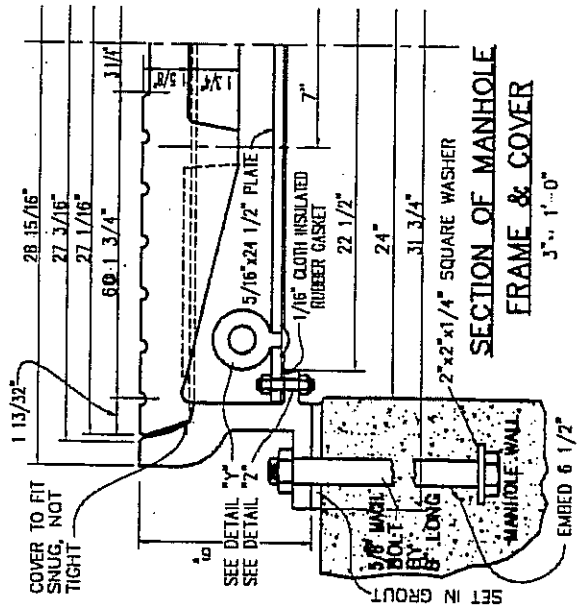 28 15/16"
27 3/16"
27 1/16"
6@ 1 3/4"
3 1/4"
1 13/32"
COVER TO FIT
SNUG, NOT
TIGHT
1 5/8"
1 3/4"
7"
5/16"x24 1/2" PLATE
1/16" CLOTH INSULATED
RUBBER GASKET
SEE DETAIL "Y"
SEE DETAIL "Z"
22 1/2"
24"
31 3/4"
2"x2"x1/4" SQUARE WASHER
5/8" MACH.
BOLT
BY
8" LONG
MANHOLE WALL
SET IN GROUT
EMBED 6 1/2"
SECTION OF MANHOLE
FRAME & COVER
3"= 1'-0"